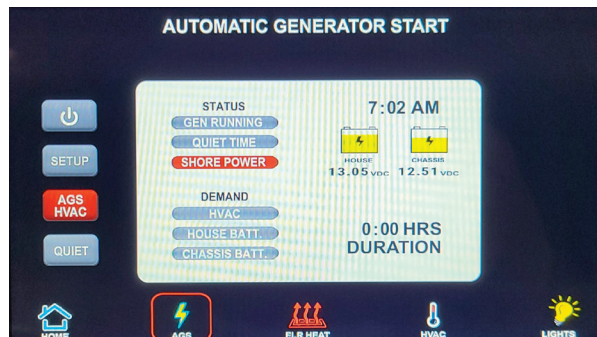 AUTOMATIC GENERATOR START
STATUS
GEN RUNNING
QUIET TIME
SHORE POWER
DEMAND
HVAC
HOUSE BATT.
CHASSIS BATT.
7:02 AM
HOUSE CHASSIS
13.05 VDC 12.51 VDC
0:00 HRS
DURATION
SETUP
AGS
HVAC
QUIET
HOME AGS FLR HEAT HVAC LIGHTS